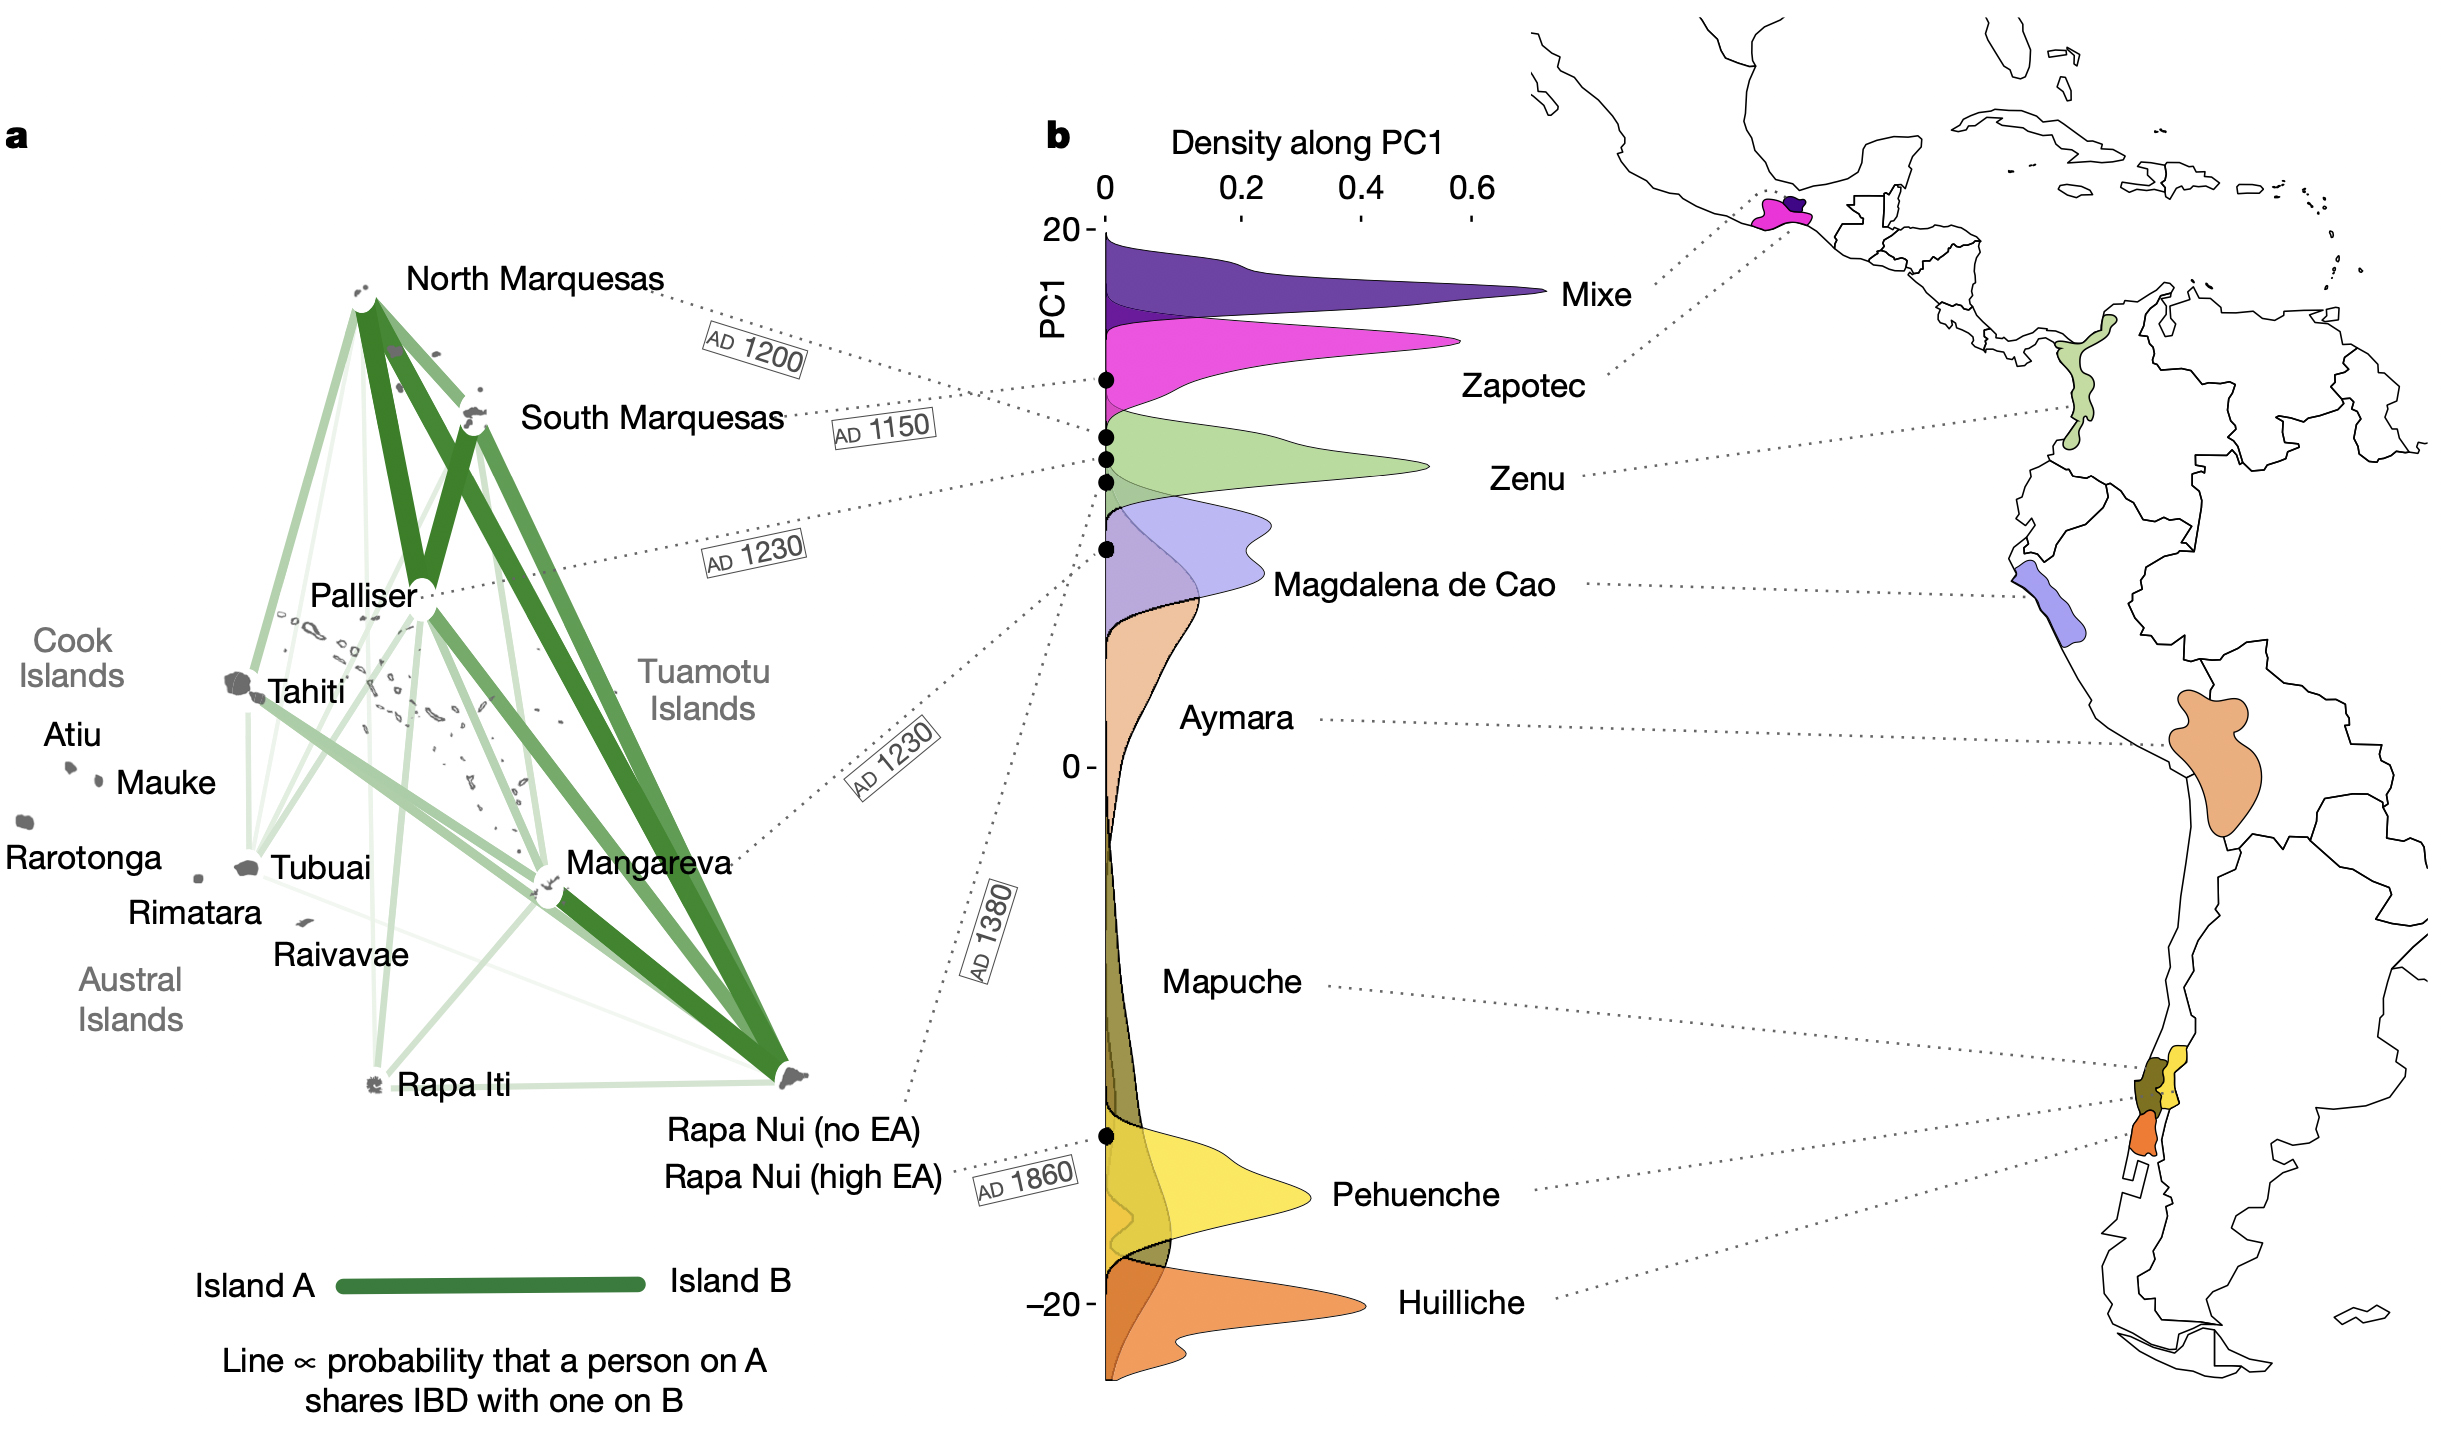 a
North Marquesas
South Marquesas
Palliser
Cook
Islands
Tahiti
Tuamotu
Islands
Atiu
Mauke
Rarotonga
Tubuai
Mangareva
Rimatara
Raivavae
Austral
Islands
Rapa Iti
Rapa Nui (no EA)
Rapa Nui (high EA)
AD 1200
AD 1150
AD 1230
AD 1230
AD 1380
AD 1860
Island A
Island B
Line ∝ probability that a person on A
shares IBD with one on B
b
Density along PC1
0 0.2 0.4 0.6
20
PC1
0
–20
Mixe
Zapotec
Zenu
Magdalena de Cao
Aymara
Mapuche
Pehuenche
Huilliche